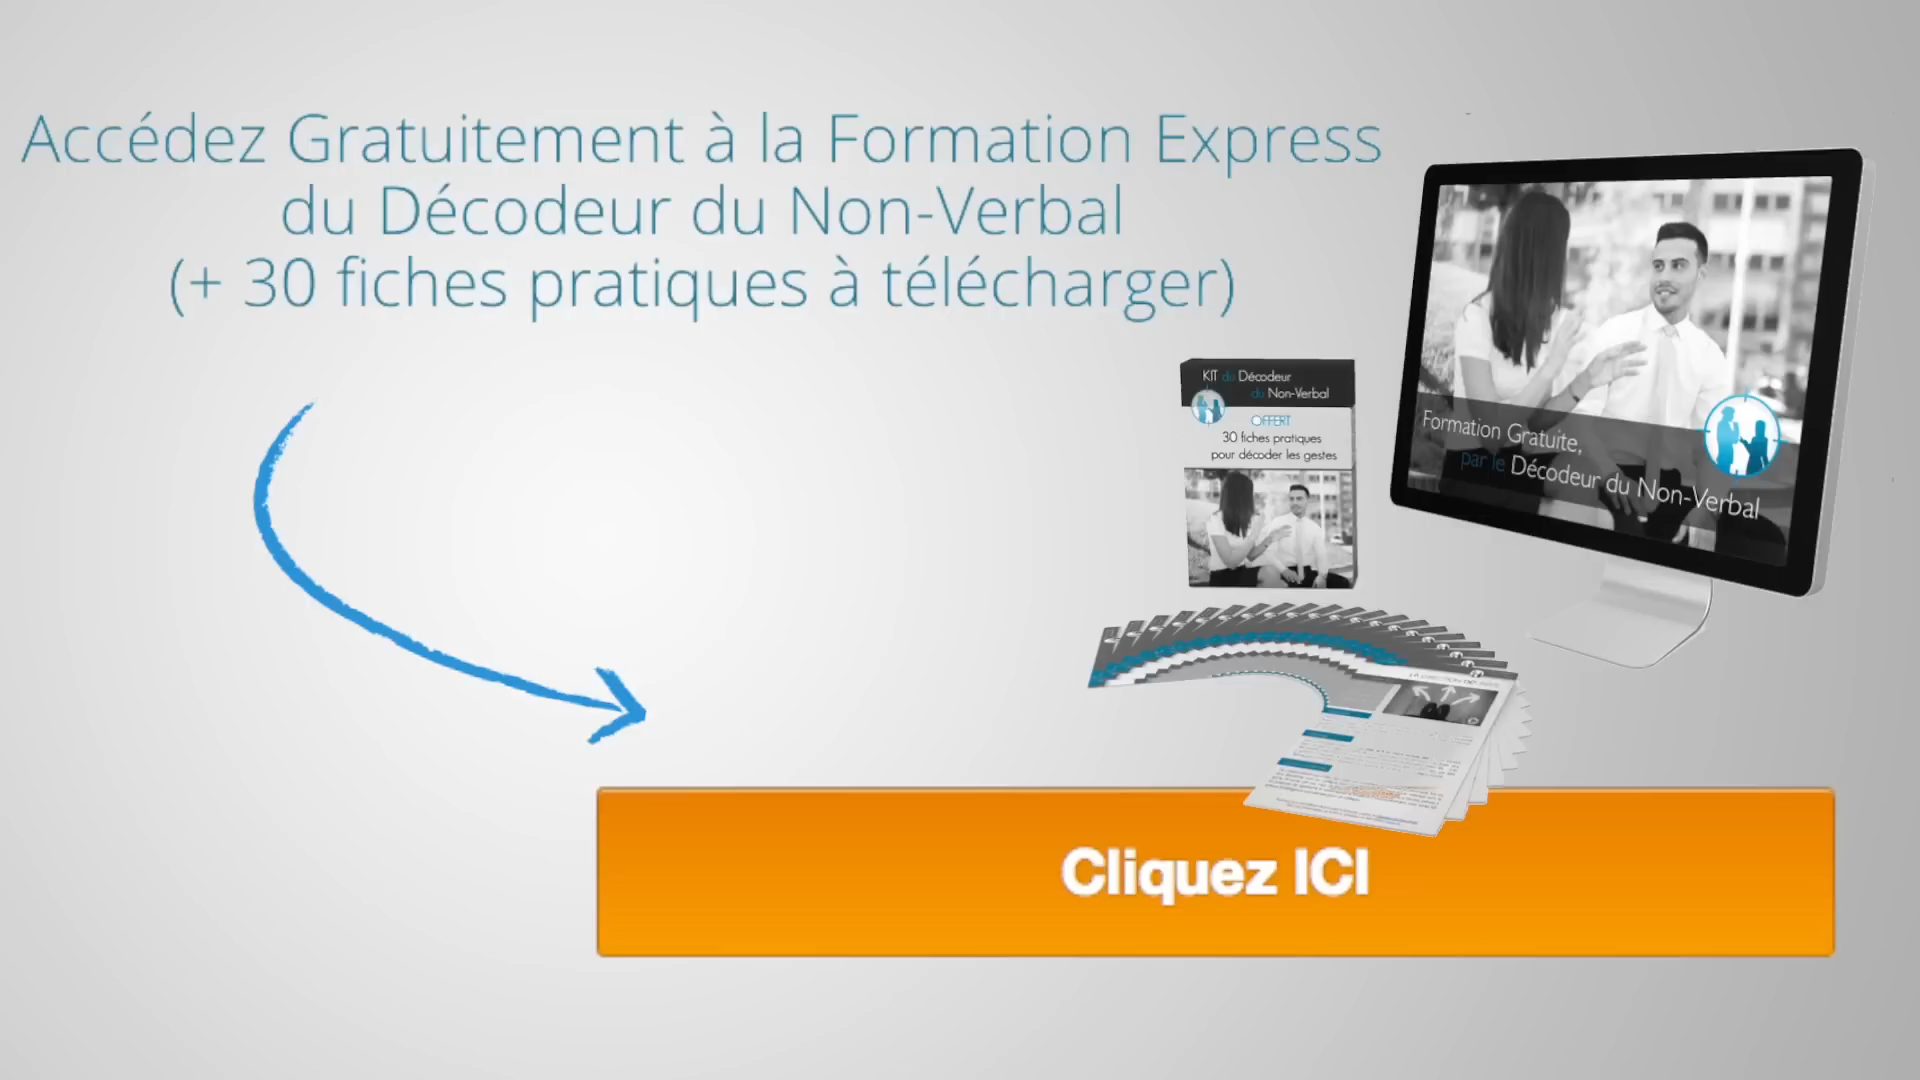 Accédez Gratuitement à la Formation Express
du Décodeur du Non-Verbal
(+ 30 fiches pratiques à télécharger)
KIT du Décodeur
du Non-Verbal
OFFERT
30 fiches pratiques
pour décoder les gestes
Formation Gratuite,
par le Décodeur du Non-Verbal
Cliquez ICI